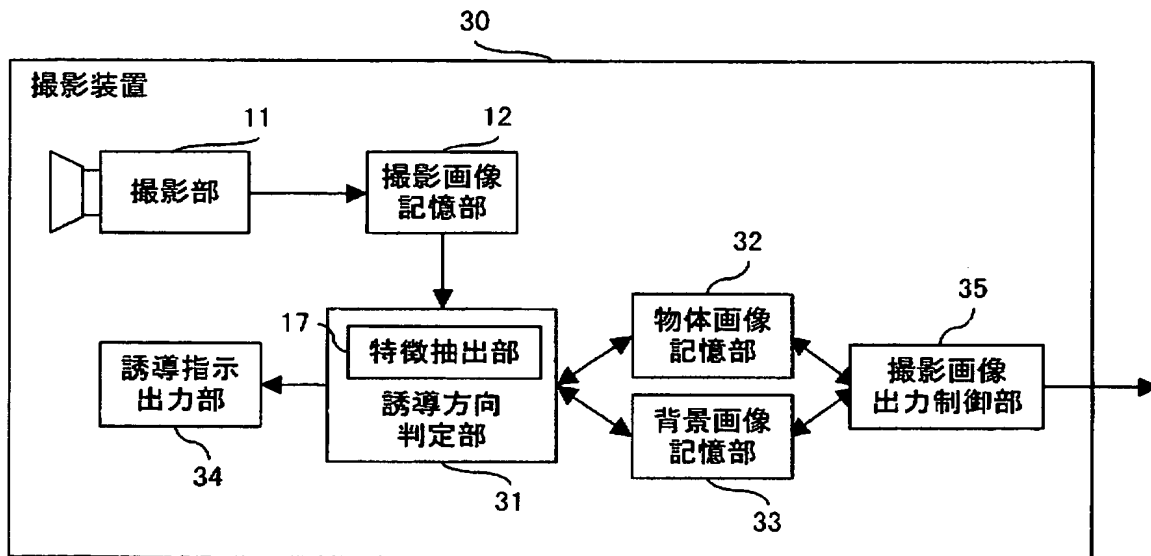 30
撮影装置
11
撮影部
12
撮影画像
記憶部
32
物体画像
記憶部
35
撮影画像
出力制御部
17
特徴抽出部
誘導方向
判定部
31
誘導指示
出力部
34
背景画像
記憶部
33